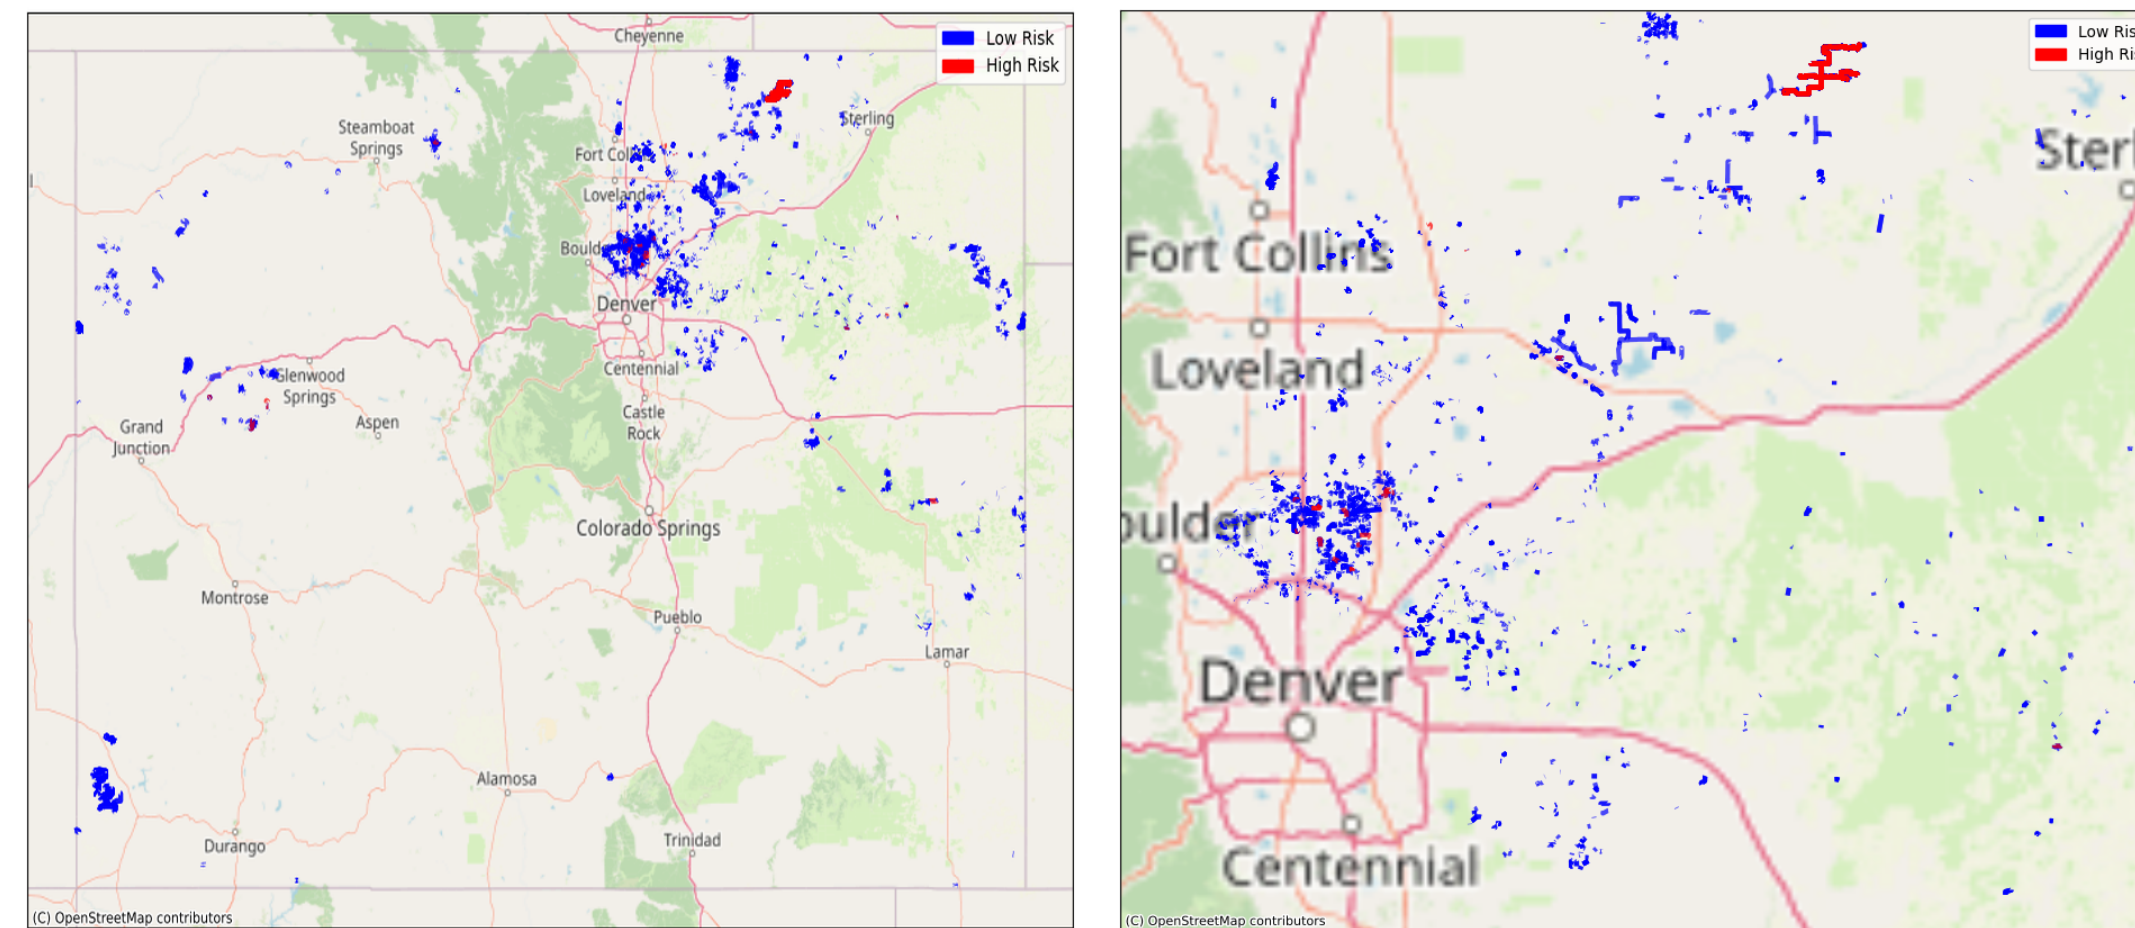 Cheyenne
Low Risk
High Risk
Steamboat
Springs
Sterling
Fort Coll
Loveland
Bould
Denver
Centennial
Glenwood
Springs
Castle
Rock
Aspen
Grand
Junction
Colorado Springs
Montrose
Pueblo
Lamar
Alamosa
Trinidad
Durango
(C) OpenStreetMap contributors
Low Ris
High Ri
Sterl
Fort Collins
Loveland
oulder
Denver
Centennial
(C) OpenStreetMap contributors